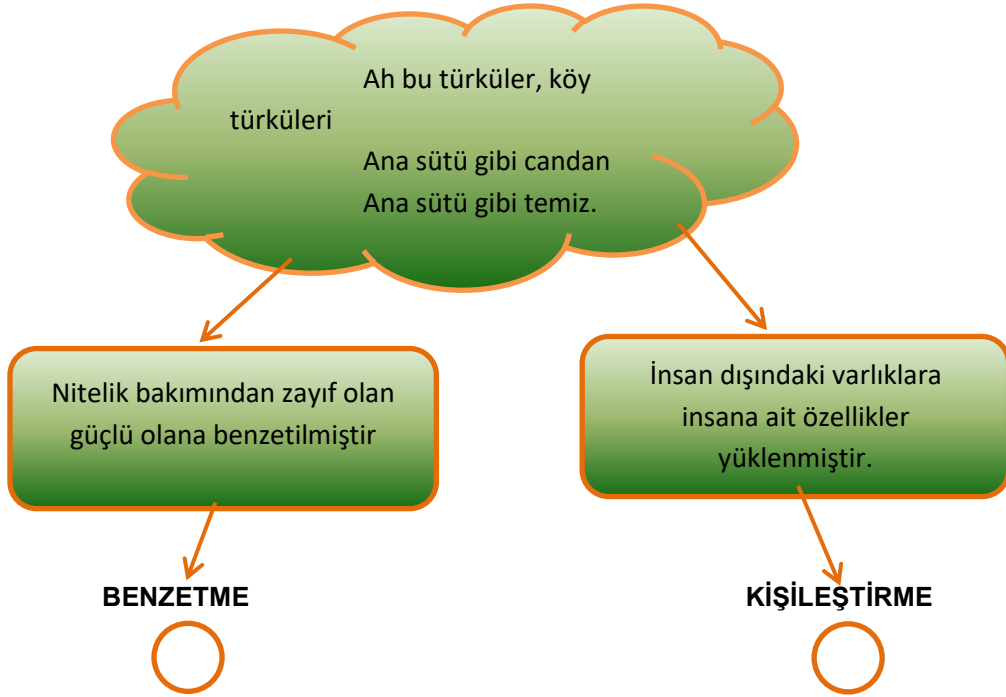 Ah bu türküler, köy
türküleri
Ana sütü gibi candan
Ana sütü gibi temiz.
Nitelik bakımından zayıf olan
güçlü olana benzetilmiştir
İnsan dışındaki varlıklara
insana ait özellikler
yüklenmiştir.
BENZETME
KİŞİLEŞTİRME